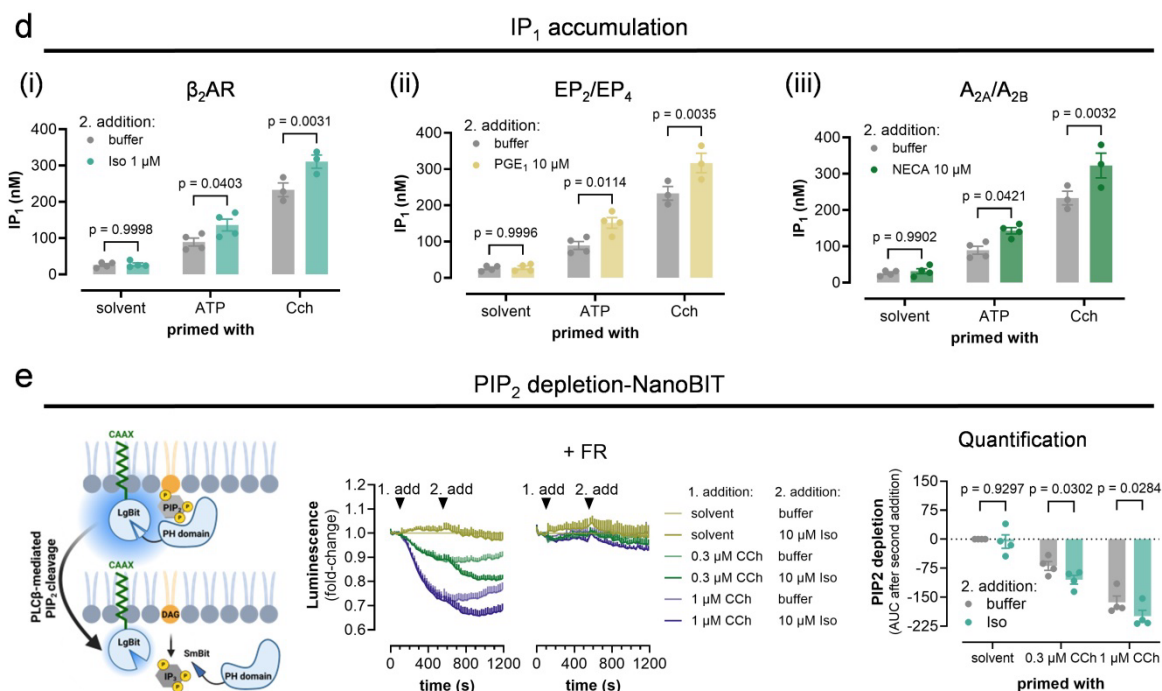 d
IP₁ accumulation
(i)
β₂AR
2. addition:
buffer
Iso 1 µM
p = 0.9998
p = 0.0403
p = 0.0031
IP₁ (nM)
400
300
200
100
0
solvent
ATP
Cch
primed with
(ii)
EP₂/EP₄
2. addition:
buffer
PGE₁ 10 µM
p = 0.9996
p = 0.0114
p = 0.0035
IP₁ (nM)
400
300
200
100
0
solvent
ATP
Cch
primed with
(iii)
A₂A/A₂B
2. addition:
buffer
NECA 10 µM
p = 0.9902
p = 0.0421
p = 0.0032
IP₁ (nM)
400
300
200
100
0
solvent
ATP
Cch
primed with
e
PIP₂ depletion-NanoBIT
PLCβ-mediated
PIP₂ cleavage
CAAX
LgBit
P
P
P
PIP₂
PH domain
CAAX
LgBit
DAG
SmBit
P
P
P
IP₃
PH domain
Luminescence
(fold-change)
1.2
1.1
1.0
0.9
0.8
0.7
0.6
1. add
2. add
0
400
800
1200
time (s)
+ FR
1. add
2. add
0
400
800
1200
time (s)
1. addition: 2. addition:
solvent buffer
solvent 10 µM Iso
0.3 µM CCh buffer
0.3 µM CCh 10 µM Iso
1 µM CCh buffer
1 µM CCh 10 µM Iso
Quantification
p = 0.9297
p = 0.0302
p = 0.0284
PIP2 depletion
(AUC after second addition)
150
75
0
-75
-150
-225
2. addition:
buffer
Iso
solvent
0.3 µM CCh
1 µM CCh
primed with